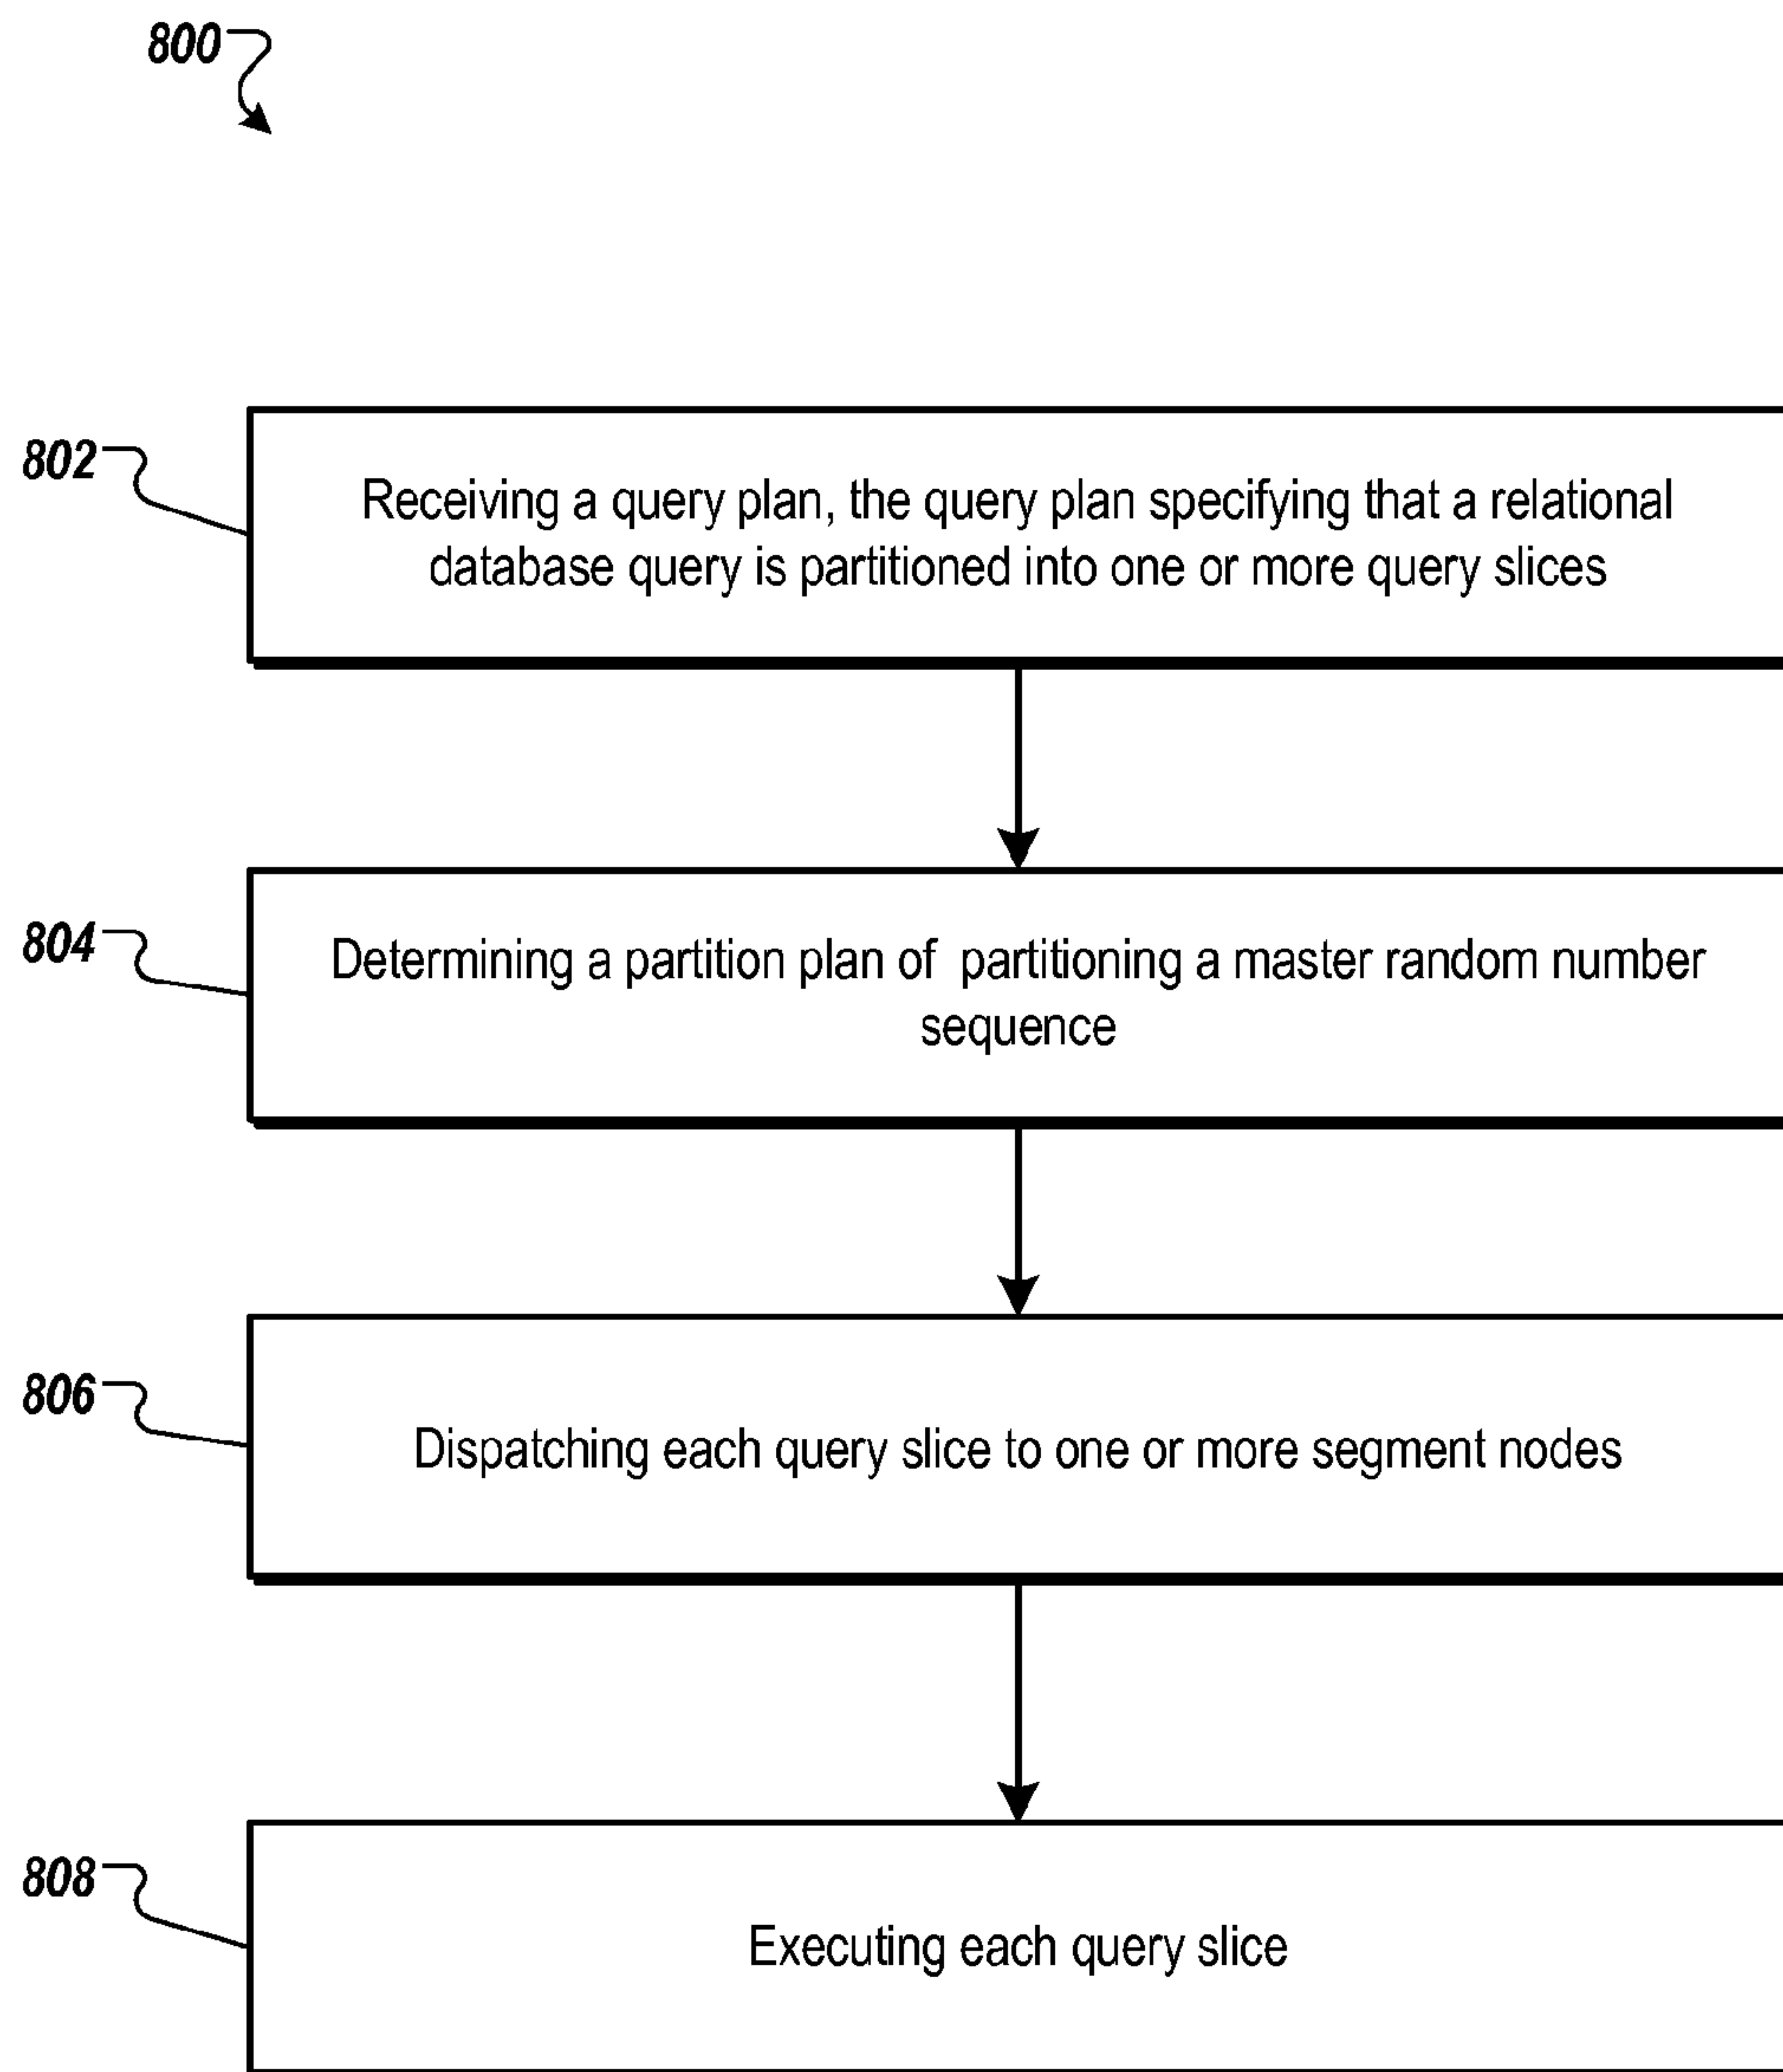 800
802
Receiving a query plan, the query plan specifying that a relational
database query is partitioned into one or more query slices
804
Determining a partition plan of partitioning a master random number
sequence
806
Dispatching each query slice to one or more segment nodes
808
Executing each query slice